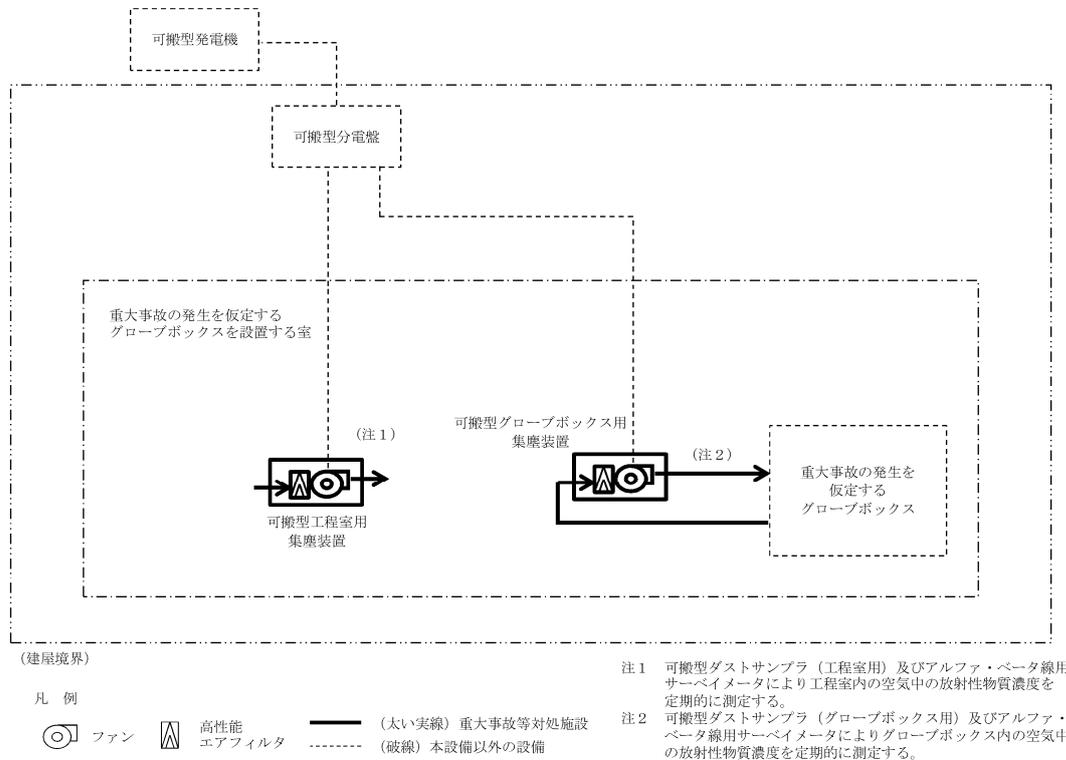 可搬型発電機
可搬型分電盤
重大事故の発生を仮定する
グローブボックスを設置する室
（注１）
可搬型工程室用
集塵装置
可搬型グローブボックス用
集塵装置
（注２）
重大事故の発生を
仮定する
グローブボックス
（建屋境界）
凡　例
ファン
高性能
エアフィルタ
（太い実線）重大事故等対処施設
（破線）本設備以外の設備
注１　可搬型ダストサンプラ（工程室用）及びアルファ・ベータ線用
サーベイメータにより工程室内の空気中の放射性物質濃度を
定期的に測定する。
注２　可搬型ダストサンプラ（グローブボックス用）及びアルファ・
ベータ線用サーベイメータによりグローブボックス内の空気中
の放射性物質濃度を定期的に測定する。